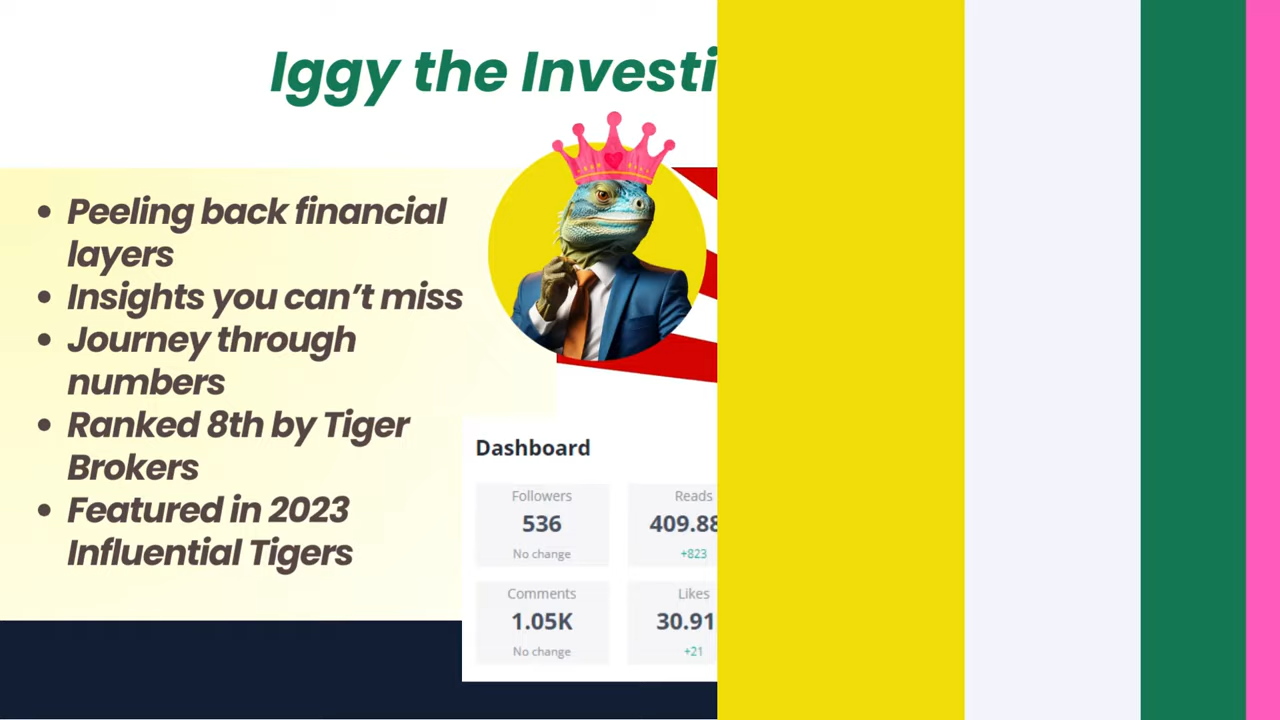 Iggy the Investi
Peeling back financial
layers
Insights you can't miss
Journey through
numbers
Ranked 8th by Tiger
Brokers
Featured in 2023
Influential Tigers
Dashboard
Followers
536
No change
Reads
409.88
+823
Comments
1.05K
No change
Likes
30.91
+21